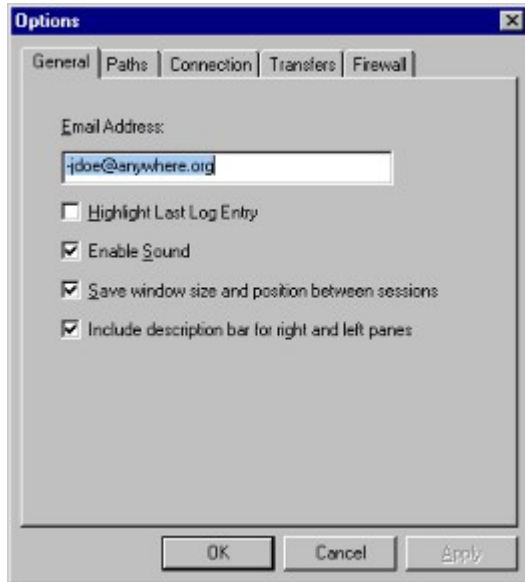 Options
General Paths Connection Transfers Firewall
Email Address:
-jdoe@anywhere.org
Highlight Last Log Entry
Enable Sound
Save window size and position between sessions
Include description bar for right and left panes
OK Cancel Apply